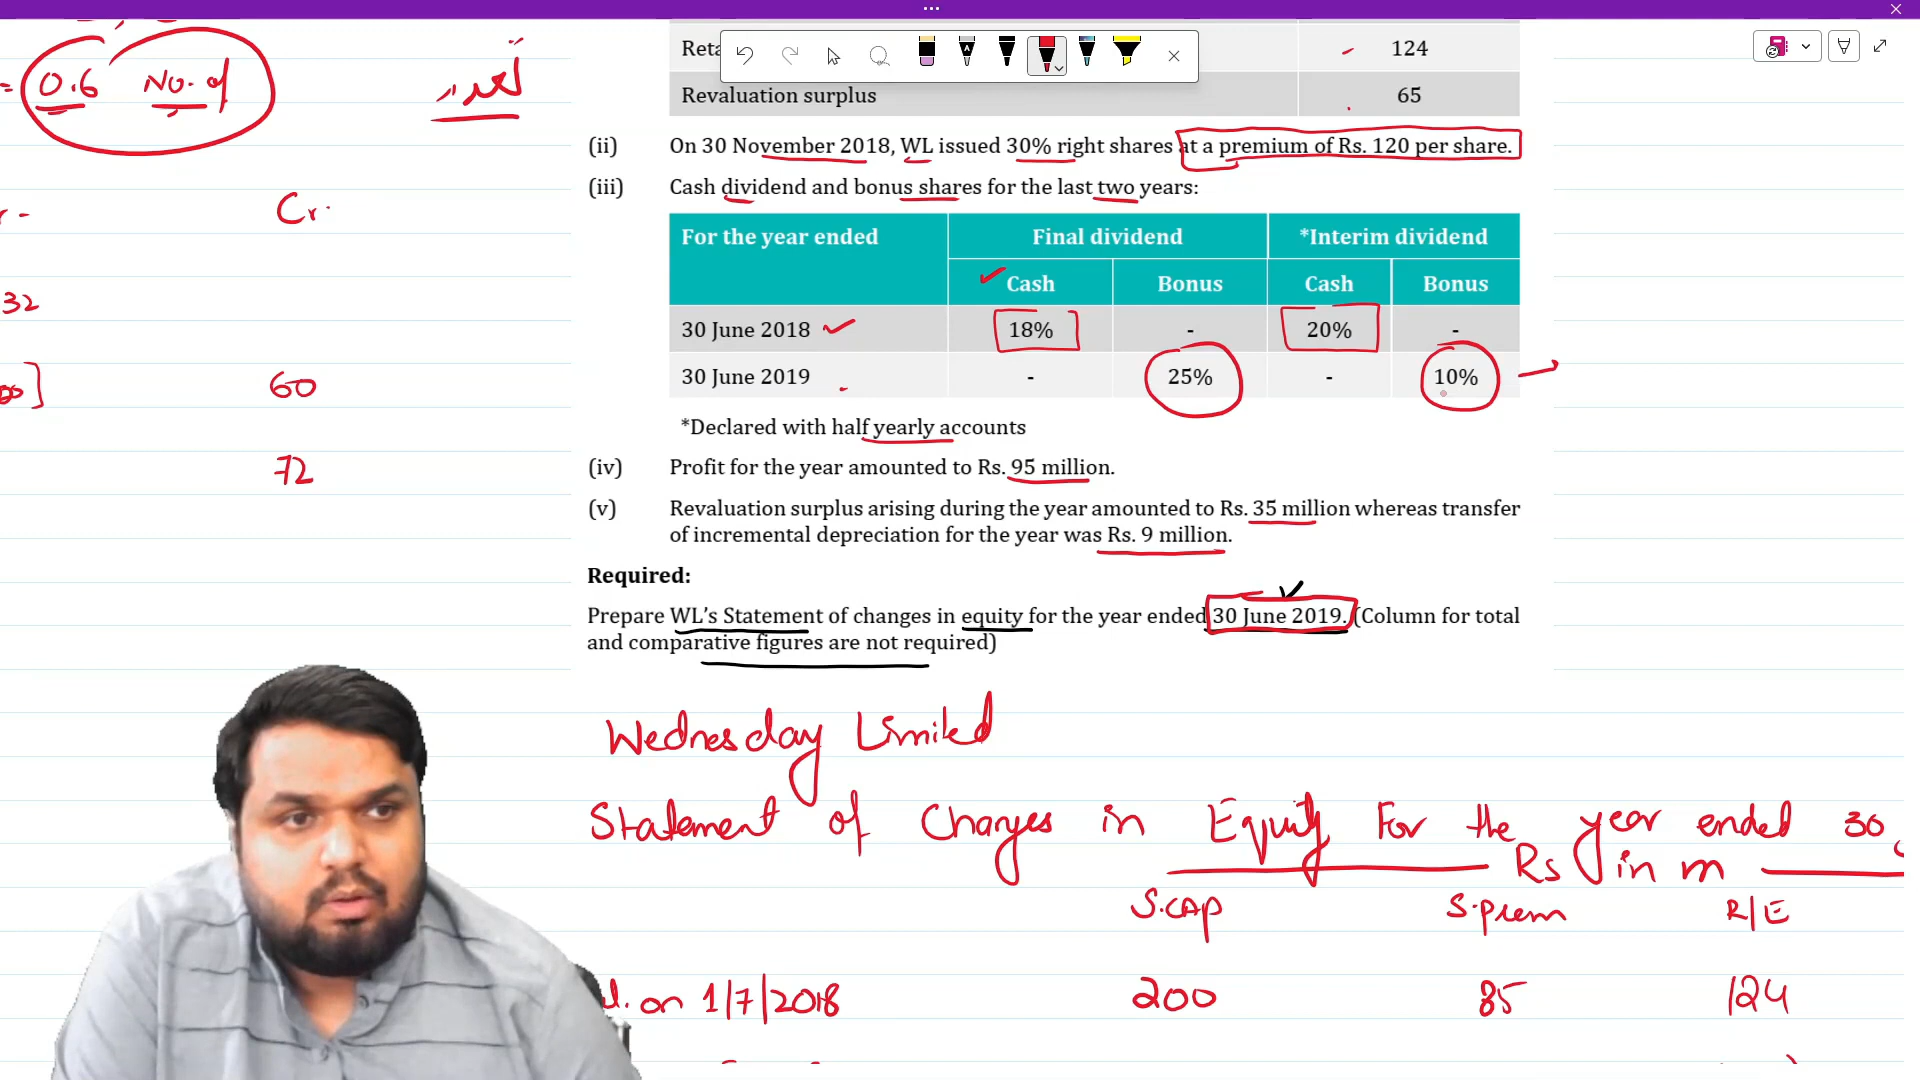 = 0.6 No. of
Cr.
32
60
72
124
Revaluation surplus 65
(ii) On 30 November 2018, WL issued 30% right shares at a premium of Rs. 120 per share.
(iii) Cash dividend and bonus shares for the last two years:
For the year ended Final dividend *Interim dividend
Cash Bonus Cash Bonus
30 June 2018 18% - 20% -
30 June 2019 - 25% - 10%
*Declared with half yearly accounts
(iv) Profit for the year amounted to Rs. 95 million.
(v) Revaluation surplus arising during the year amounted to Rs. 35 million whereas transfer
of incremental depreciation for the year was Rs. 9 million.
Required:
Prepare WL's Statement of changes in equity for the year ended 30 June 2019. (Column for total
and comparative figures are not required)
Wednesday Limited
Statement of Changes in Equity For the year ended 30
Rs in m
S.CAP S.prem R/E
on 1/7/2018 200 85 124